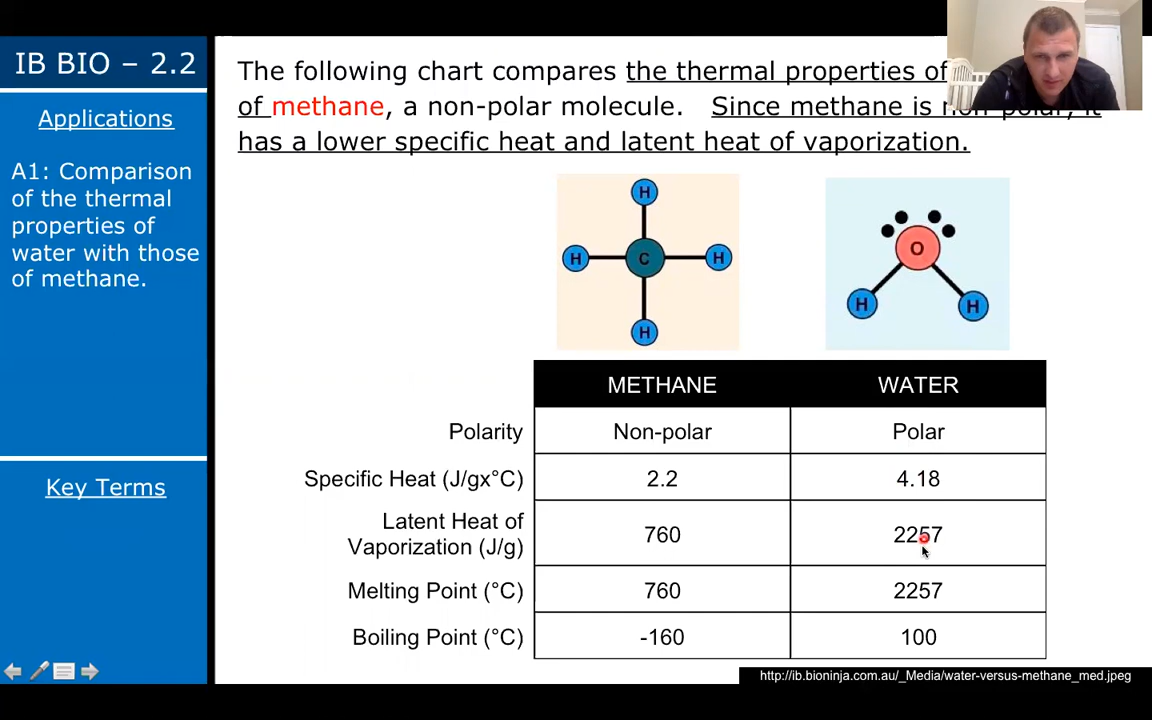 IB BIO – 2.2
Applications
A1: Comparison
of the thermal
properties of
water with those
of methane.
Key Terms
The following chart compares the thermal properties of
of methane, a non-polar molecule. Since methane is non-polar, it
has a lower specific heat and latent heat of vaporization.
H
H C H
H
O
H H
METHANE WATER
Polarity Non-polar Polar
Specific Heat (J/gx°C) 2.2 4.18
Latent Heat of
Vaporization (J/g) 760 2257
Melting Point (°C) 760 2257
Boiling Point (°C) -160 100
http://ib.bioninja.com.au/_Media/water-versus-methane_med.jpeg